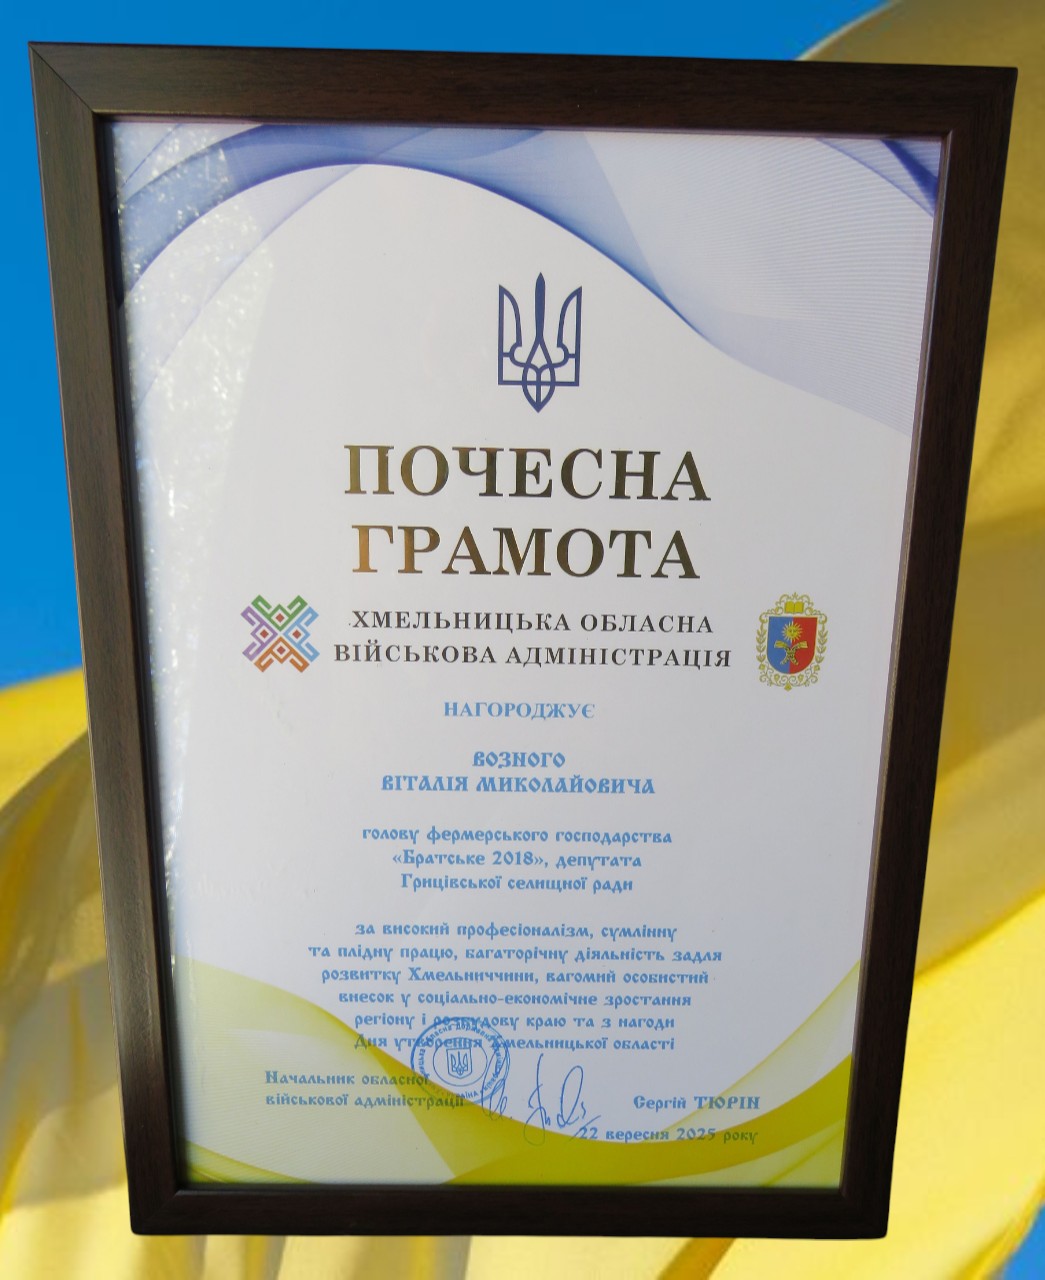 ПОЧЕСНА
ГРАМОТА
ХМЕЛЬНИЦЬКА ОБЛАСНА
ВІЙСЬКОВА АДМІНІСТРАЦІЯ
НАГОРОДЖУЄ
ВОЗНОГО
ВІТАЛІЯ МИКОЛАЙОВИЧА
голову фермерського господарства
«Братське 2018», депутата
Грицівської селищної ради
за високий професіоналізм, сумлінну
та плідну працю, багаторічну діяльність задля
розвитку Хмельниччини, вагомий особистий
внесок у соціально-економічне зростання
регіону і розбудову краю та з нагоди
Дня утворення Хмельницької області
Начальник обласної
військової адміністрації
Сергій ТЮРІН
22 вересня 2025 року